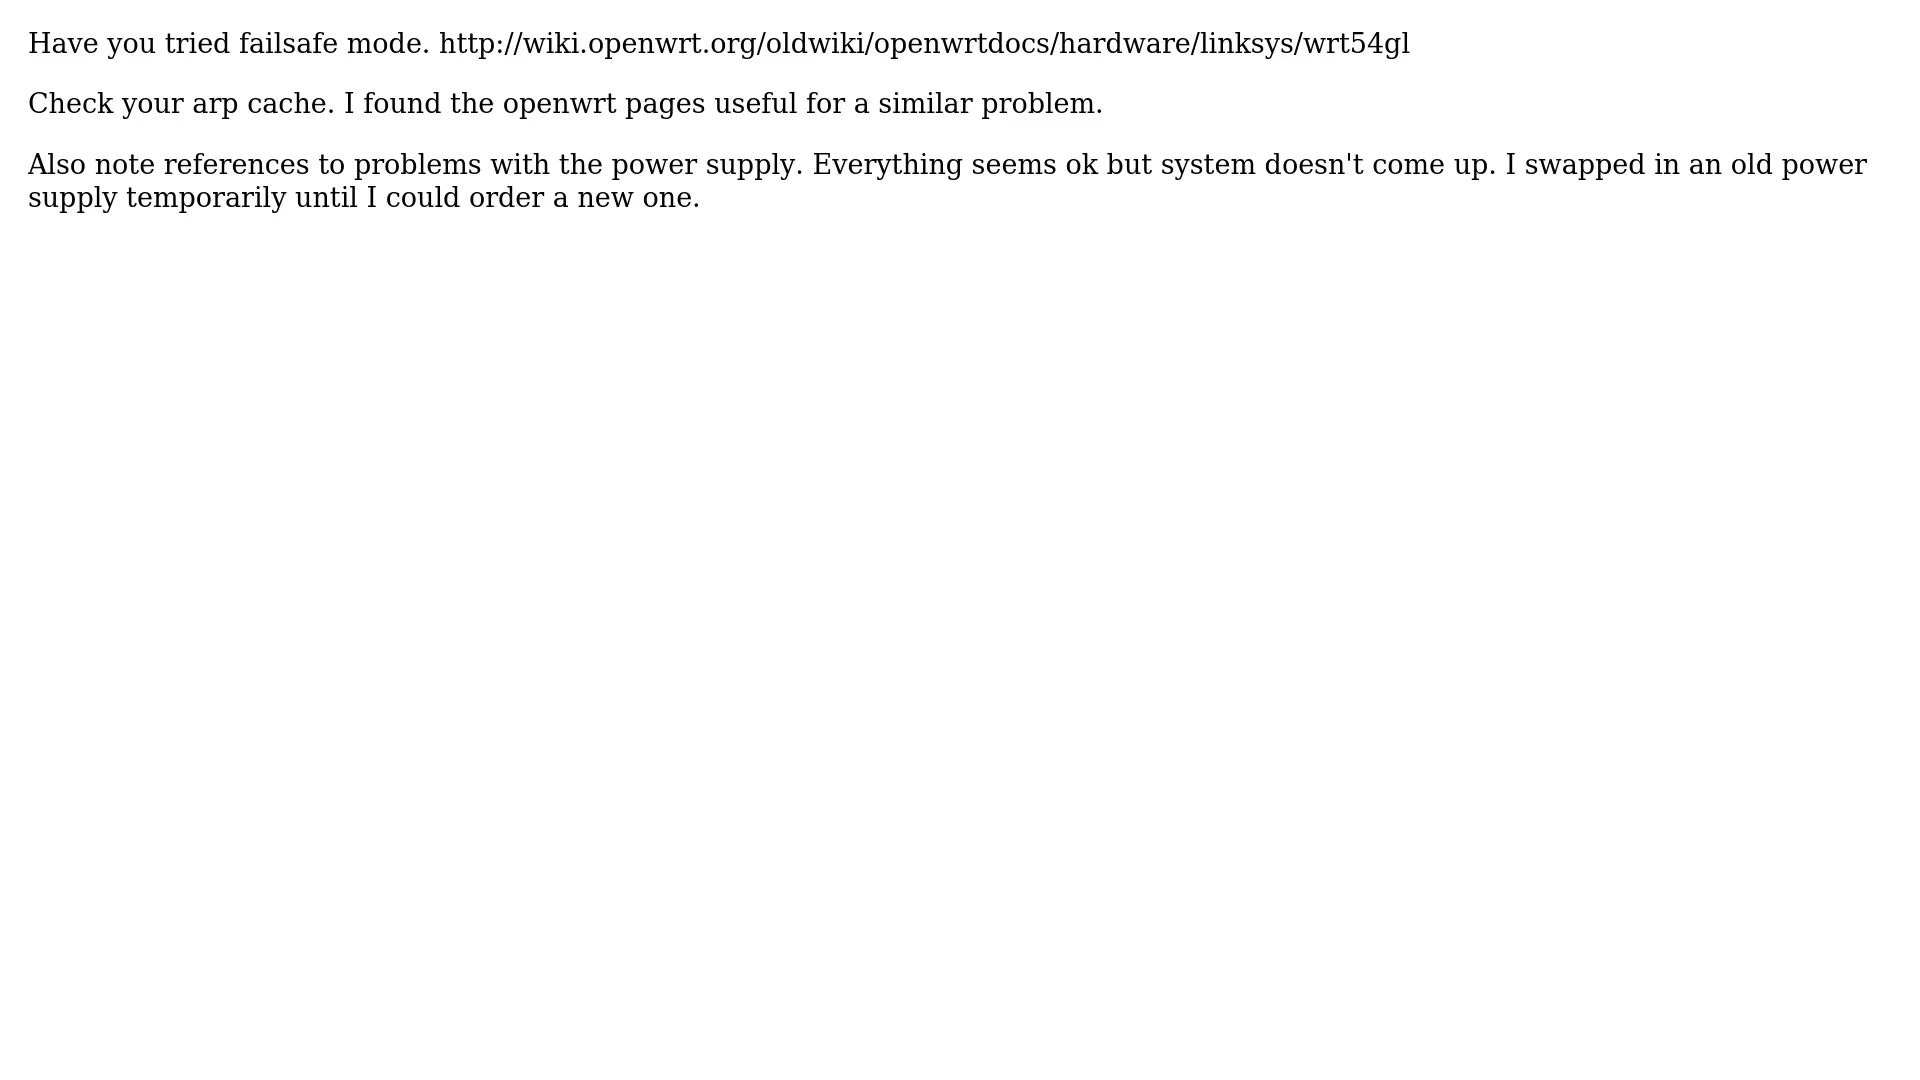 Have you tried failsafe mode. http://wiki.openwrt.org/oldwiki/openwrtdocs/hardware/linksys/wrt54gl
Check your arp cache. I found the openwrt pages useful for a similar problem.
Also note references to problems with the power supply. Everything seems ok but system doesn't come up. I swapped in an old power
supply temporarily until I could order a new one.